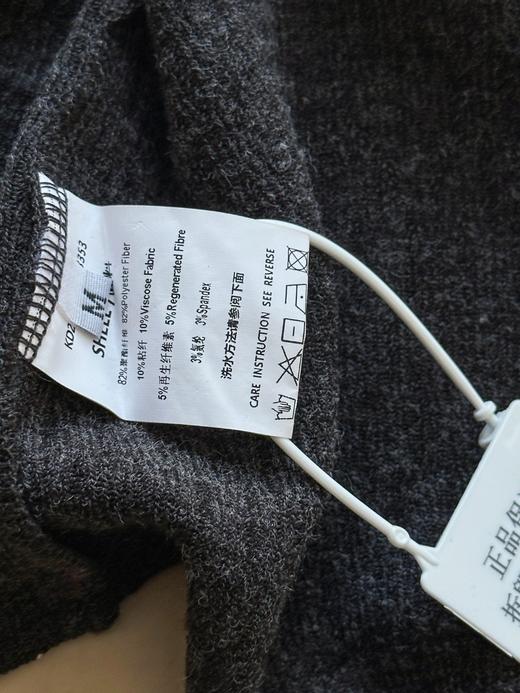 M
82%聚酯纤维 82%Polyester Fiber
10%粘纤 10%Viscose Fabric
5%再生纤维素 5%Regenerated Fibre
3%氨纶 3%Spandex
洗水方法请参阅下面
CARE INSTRUCTION SEE REVERSE
正品